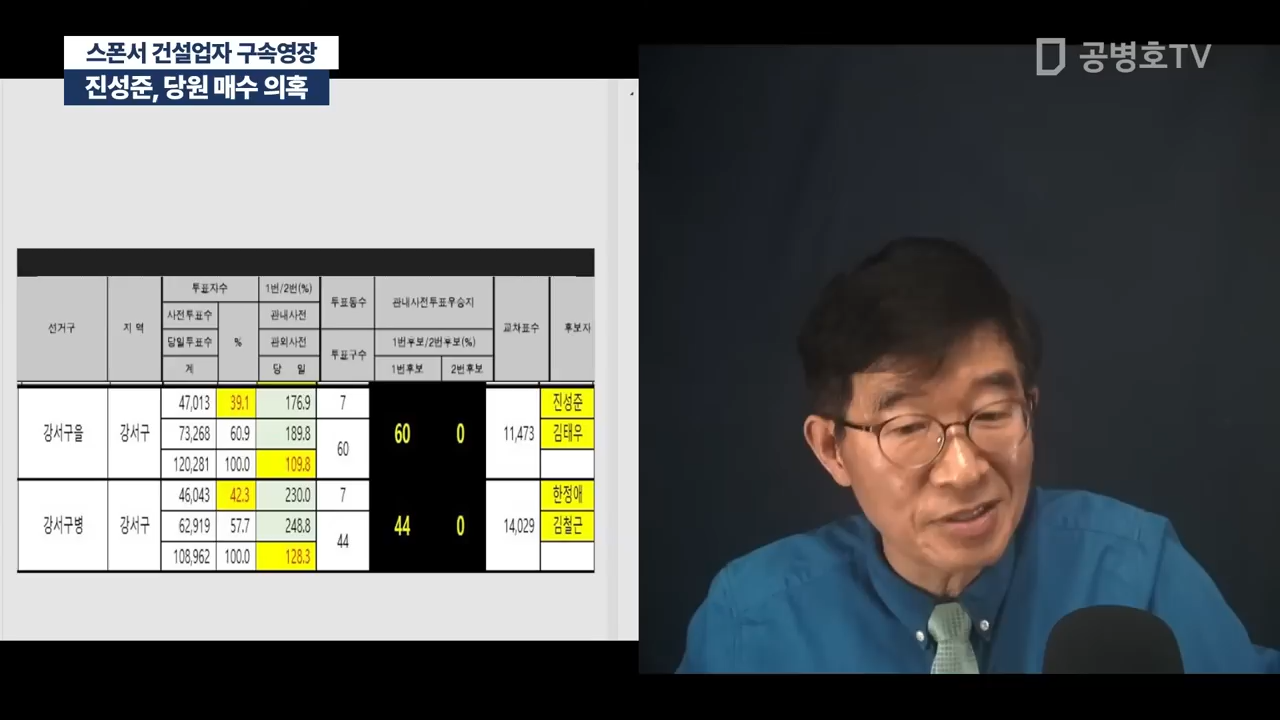 스폰서 건설업자 구속영장
진성준, 당원 매수 의혹
공병호TV
선거구 지 역 투표자수 1번/2번(%) 투표동수 관내사전투표우승지 교차표수 후보자
사전투표수 % 관내사전
당일투표수 관외사전 투표구수 1번후보/2번후보(%)
계 당 일 1번후보 2번후보
강서구을 강서구 47,013 39.1 176.9 7 60 0 11,473 진성준
73,268 60.9 189.8 60 김태우
120,281 100.0 109.8
강서구병 강서구 46,043 42.3 230.0 7 44 0 14,029 한정애
62,919 57.7 248.8 44 김철근
108,962 100.0 128.3